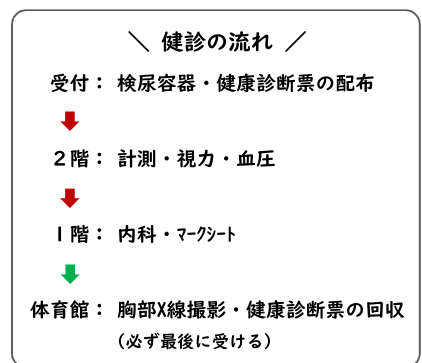 ＼ 健診の流れ ／
受付： 検尿容器・健康診断票の配布
２階： 計測・視力・血圧
１階： 内科・ﾏｰｸｼｰﾄ
体育館： 胸部X線撮影・健康診断票の回収
（必ず最後に受ける）